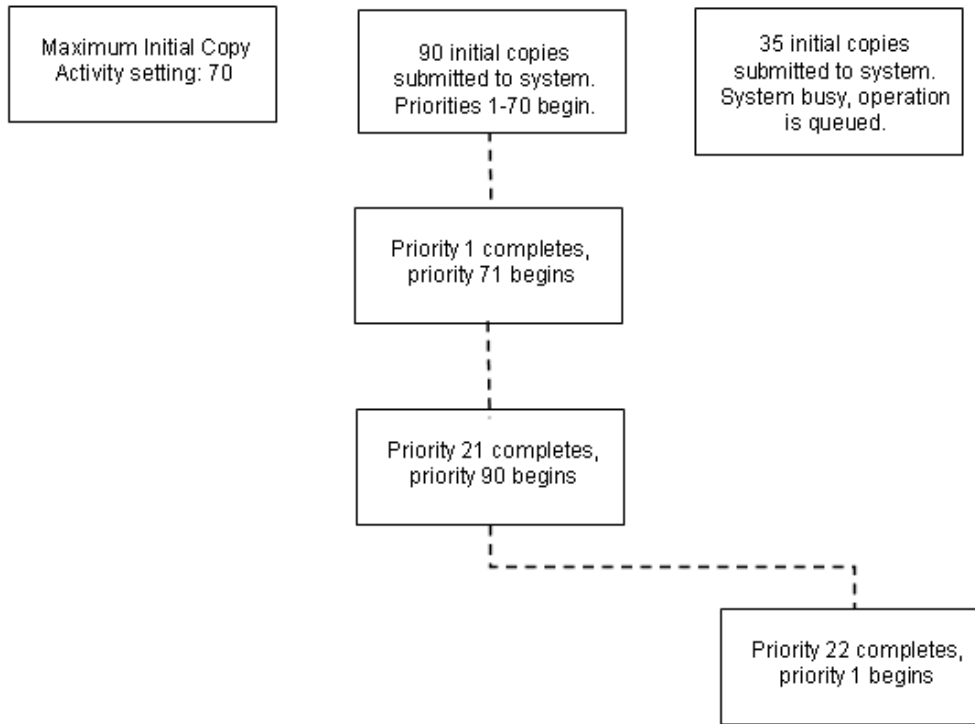 Maximum Initial Copy
Activity setting: 70
90 initial copies
submitted to system.
Priorities 1-70 begin.
35 initial copies
submitted to system.
System busy, operation
is queued.
Priority 1 completes,
priority 71 begins
Priority 21 completes,
priority 90 begins
Priority 22 completes,
priority 1 begins